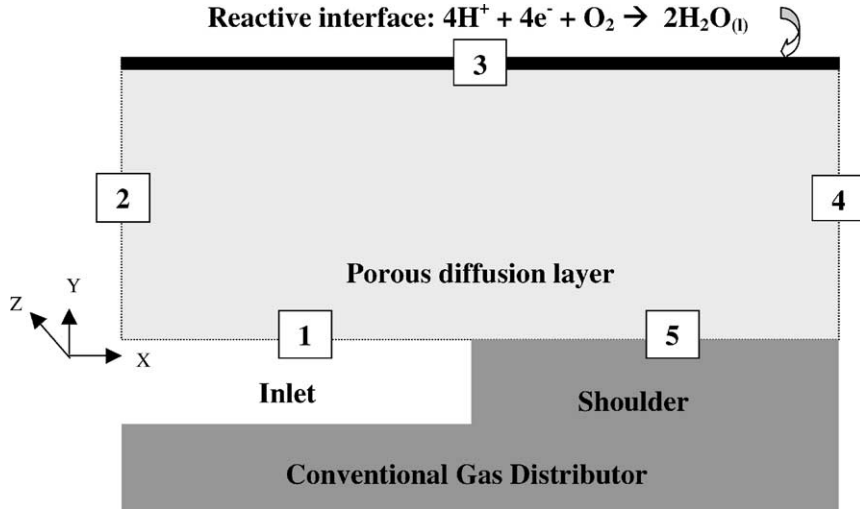 Reactive interface: 4H⁺ + 4e⁻ + O₂ → 2H₂O₍ₗ₎
3
2
4
Porous diffusion layer
Z
Y
X
1
5
Inlet
Shoulder
Conventional Gas Distributor